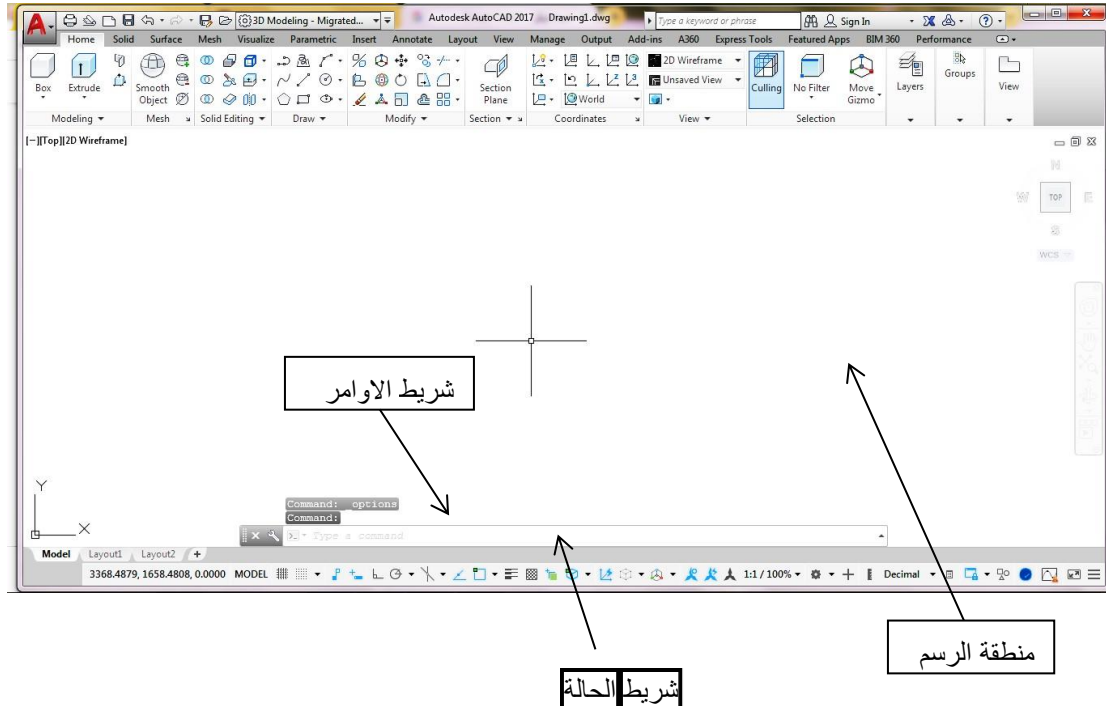 3D Modeling - Migrated... Autodesk AutoCAD 2017 Drawing1.dwg Type a keyword or phrase Sign In
Home Solid Surface Mesh Visualize Parametric Insert Annotate Layout View Manage Output Add-ins A360 Express Tools Featured Apps BIM 360 Performance
2D Wireframe
Groups
Unsaved View
Box Extrude Smooth Object Section Plane Culling No Filter Move Gizmo Layers View
World
Modeling Mesh Solid Editing Draw Modify Section Coordinates View Selection
[-][Top][2D Wireframe]
N
W TOP E
S
WCS
شريط الاوامر
Y
X
Command: _options
Command:
Type a command
Model Layout1 Layout2 +
3368.4879, 1658.4808, 0.0000 MODEL 1:1 / 100% Decimal
منطقة الرسم
شريط الحالة